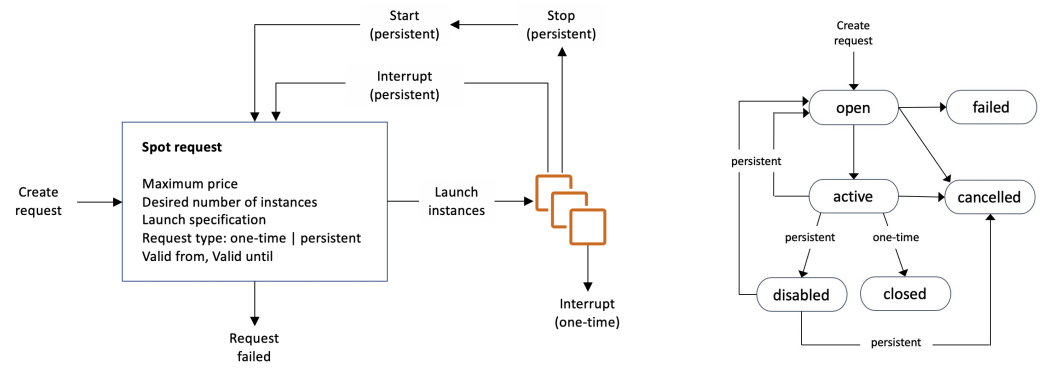 Start
(persistent)
Stop
(persistent)
Interrupt
(persistent)
Spot request
Maximum price
Desired number of instances
Launch specification
Request type: one-time | persistent
Valid from, Valid until
Create
request
Launch
instances
Interrupt
(one-time)
Request
failed
Create
request
open
failed
persistent
active
cancelled
persistent
one-time
disabled
closed
persistent